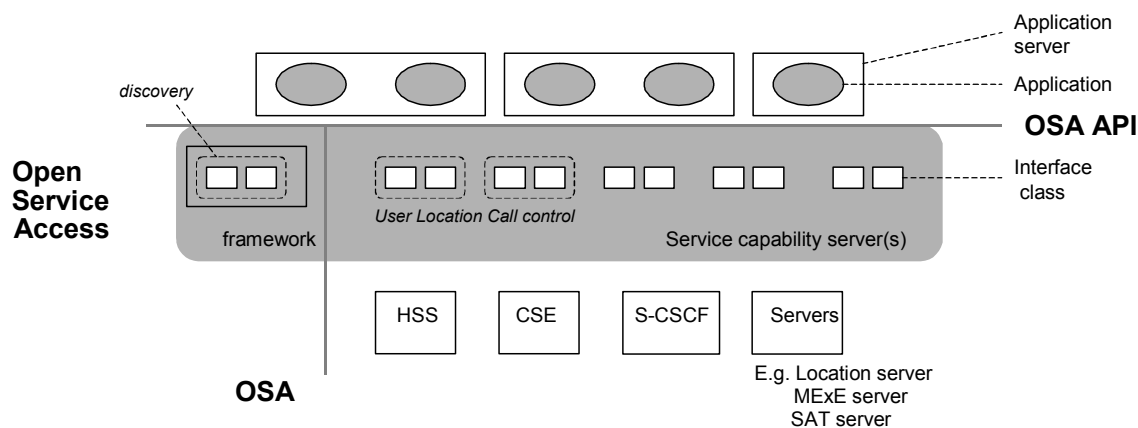 Application
server
discovery
Application
OSA API
Open
Service
Access
Interface
class
User Location
Call control
framework
Service capability server(s)
HSS
CSE
S-CSCF
Servers
OSA
E.g. Location server
MExE server
SAT server